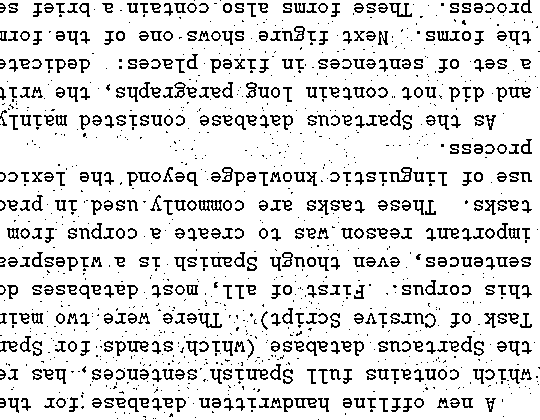 A new offline handwritten database for the
which contains full Spanish sentences, has re
the Spartacus database (which stands for Span
Task of Cursive Script). There were two main
this corpus. First of all, most databases do
sentences, even though Spanish is a widesprea
important reason was to create a corpus from
tasks. These tasks are commonly used in prac
use of linguistic knowledge beyond the lexico
process.
As the Spartacus database consisted mainly
and did not contain long paragraphs, the writ
a set of sentences in fixed places: dedicate
the forms. Next figure shows one of the form
process. These forms also contain a brief se